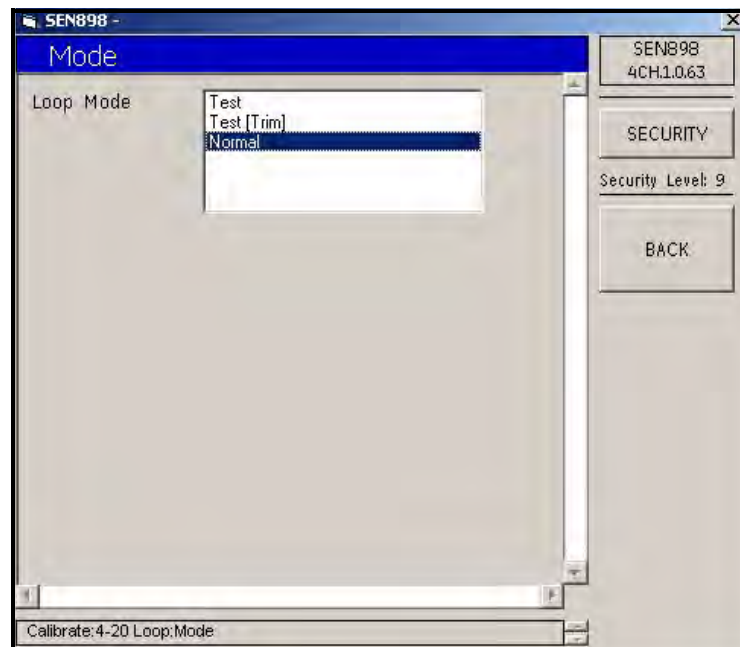 SEN898 -
Mode
Loop Mode
Test
Test [Trim]
Normal
SEN898
4CH.1.0.63
SECURITY
Security Level: 9
BACK
Calibrate:4-20 Loop:Mode